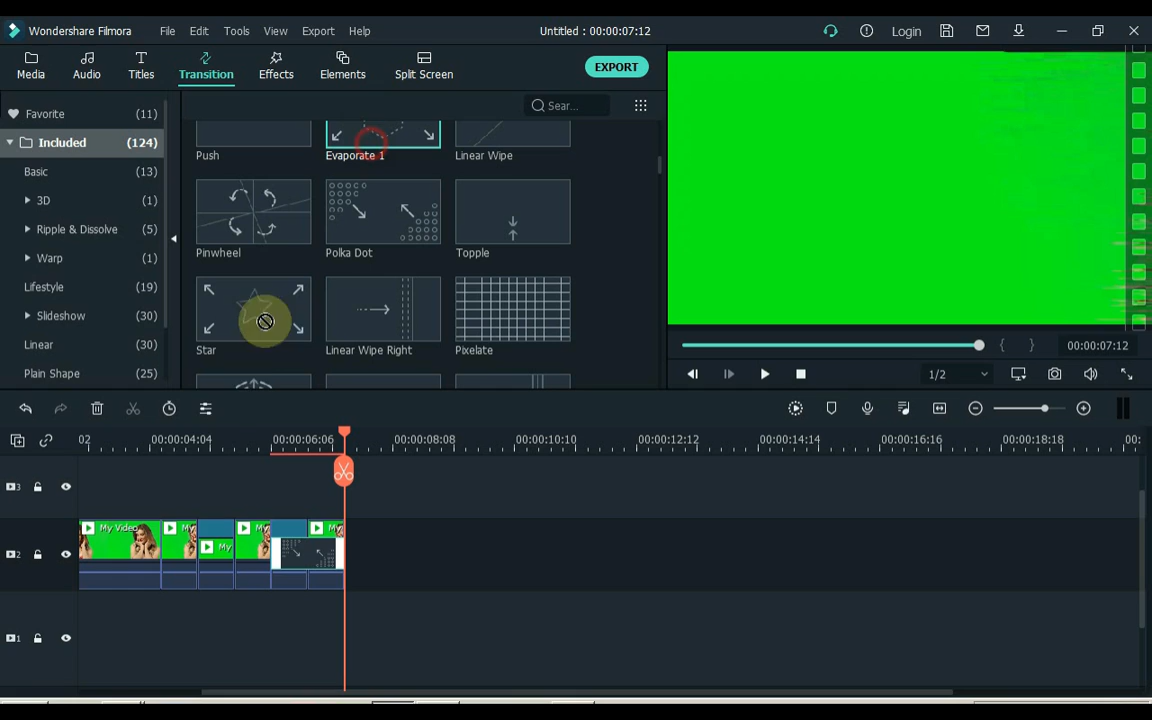 Wondershare Filmora
File
Edit
Tools
View
Export
Untitled : 00:00:07:12
Login
Media
Audio
Titles
Transition
Effects
Elements
Split Screen
EXPORT
Favorite (11)
Included (124)
Basic (13)
3D (1)
Ripple & Dissolve (5)
Warp (1)
Lifestyle (19)
Slideshow (30)
Linear (30)
Plain Shape (25)
Sear...
Push
Evaporate 1
Linear Wipe
Pinwheel
Polka Dot
Topple
Star
Linear Wipe Right
Pixelate
00:00:07:12
1/2
02
00:00:04:04
00:00:06:06
00:00:08:08
00:00:10:10
00:00:12:12
00:00:14:14
00:00:16:16
00:00:18:18
00:
3
2
My Video
My
My
My
My
1